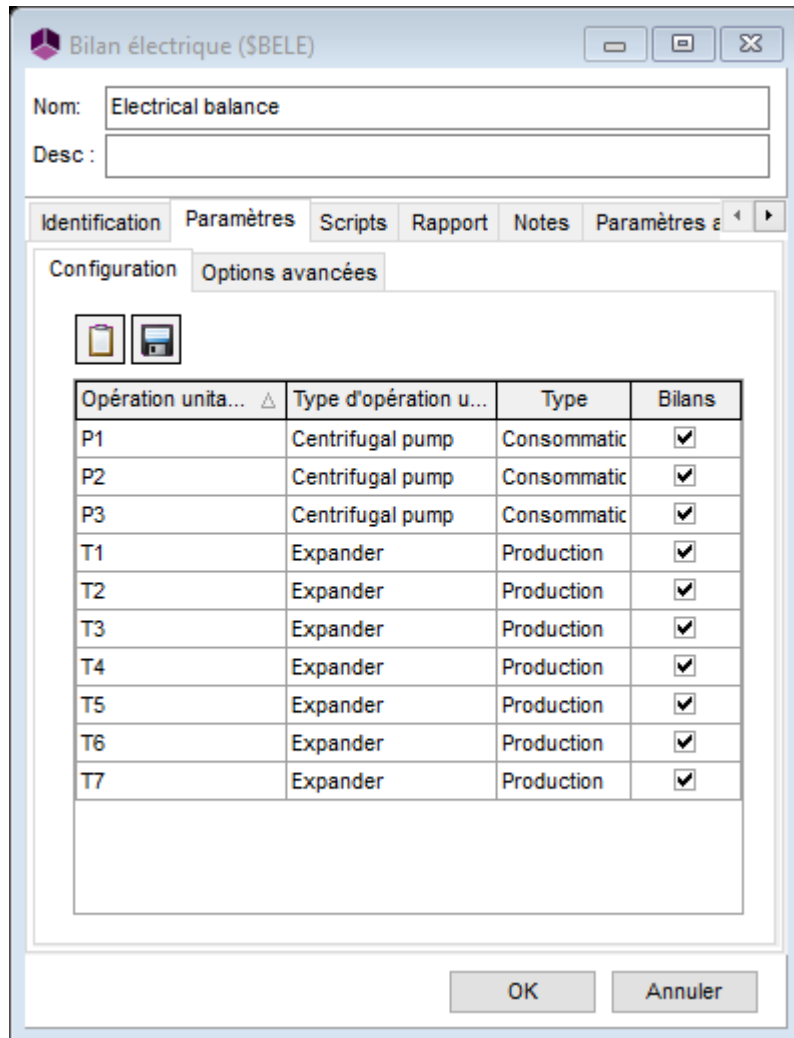 Bilan électrique ($BELE)
Nom: Electrical balance
Desc :
Identification Paramètres Scripts Rapport Notes Paramètres a
Configuration Options avancées
Opération unita... Type d'opération u... Type Bilans
P1 Centrifugal pump Consommatic
P2 Centrifugal pump Consommatic
P3 Centrifugal pump Consommatic
T1 Expander Production
T2 Expander Production
T3 Expander Production
T4 Expander Production
T5 Expander Production
T6 Expander Production
T7 Expander Production
OK Annuler